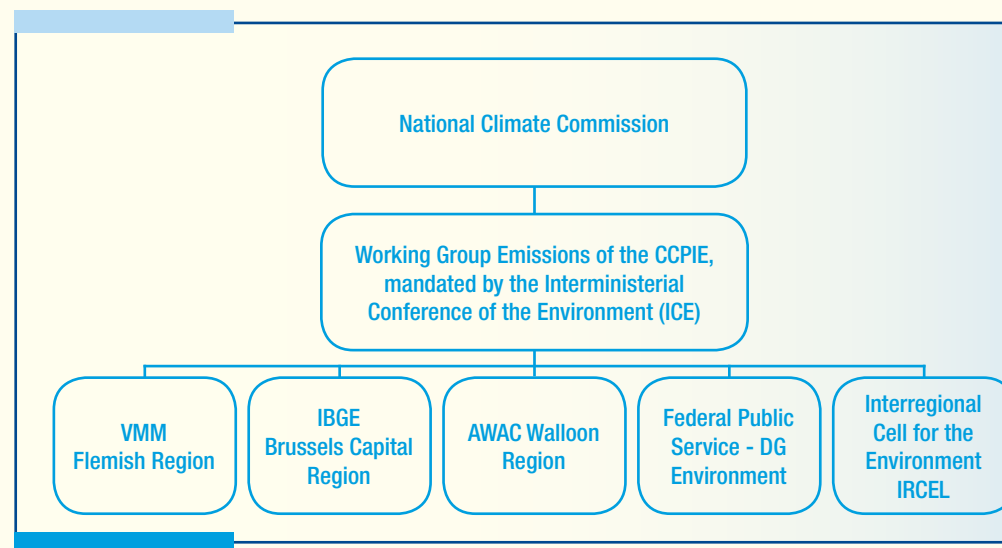 National Climate Commission
Working Group Emissions of the CCPIE,
mandated by the Interministerial
Conference of the Environment (ICE)
VMM
Flemish Region
IBGE
Brussels Capital
Region
AWAC Walloon
Region
Federal Public
Service - DG
Environment
Interregional
Cell for the
Environment
IRCEL